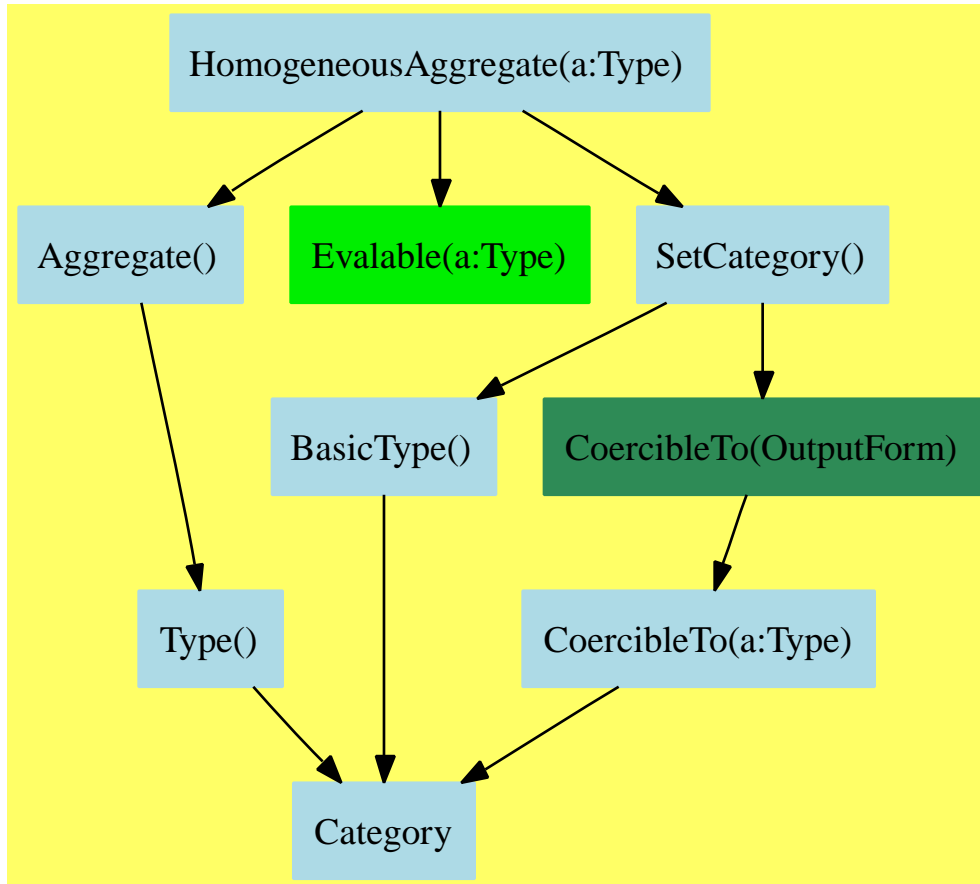 HomogeneousAggregate(a:Type)
Aggregate()
Evalable(a:Type)
SetCategory()
BasicType()
CoercibleTo(OutputForm)
Type()
CoercibleTo(a:Type)
Category